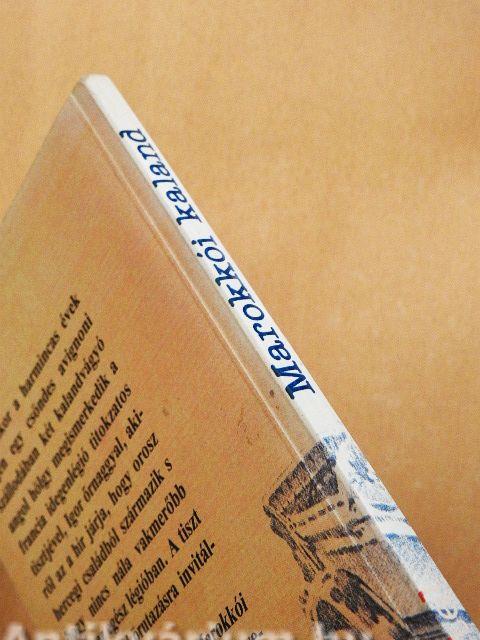 Marokkói kaland
kor a harmincas évek
egy csöndes avignoni
két kalandvágyó
angol hölgy megismerkedik a
francia idegenlégió titokzatos
tisztjével, Igor őrnaggyal, aki-
ről az a hír járja, hogy orosz
hercegi családból származik s
nincs nála vakmerőbb
légióban. A tiszt
invitál-